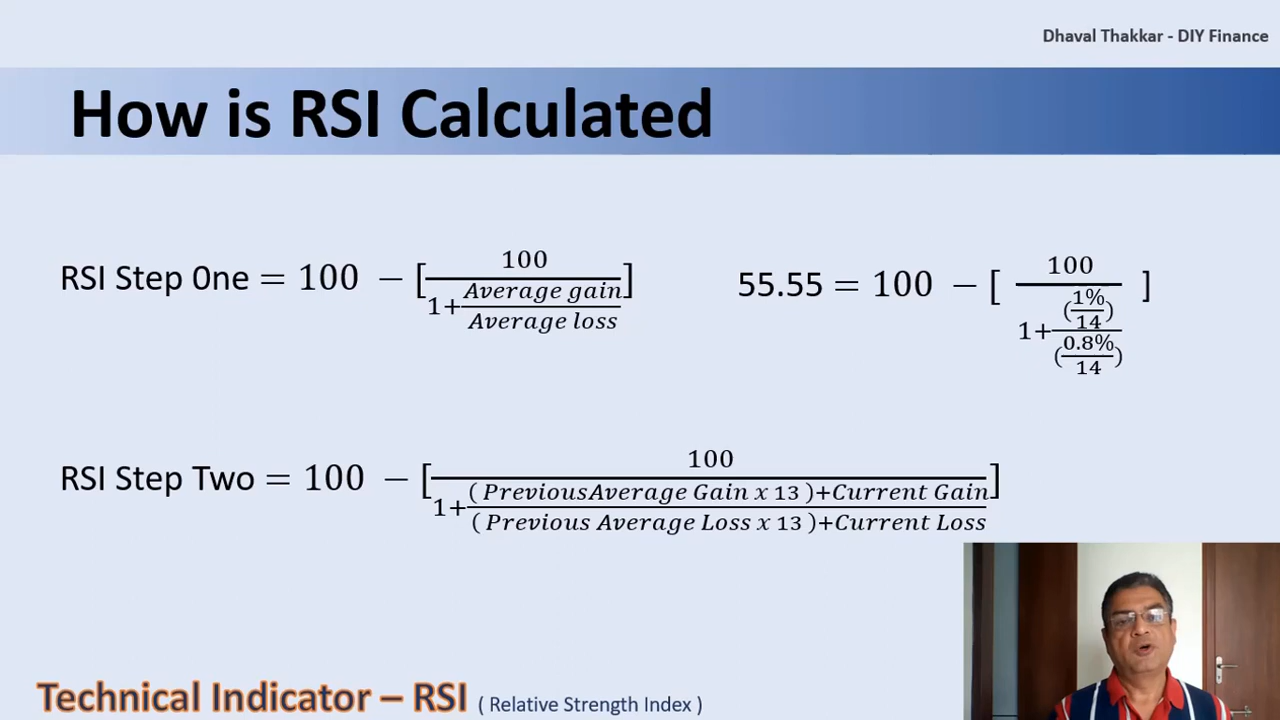 Dhaval Thakkar - DIY Finance
How is RSI Calculated
RSI Step 0ne = 100 − [100 / 1+ Average gain / Average loss]
55.55 = 100 − [ 100 / 1+ (1% / 14) / (0.8% / 14) ]
RSI Step Two = 100 − [100 / 1+ ( PreviousAverage Gain x 13 )+Current Gain / ( Previous Average Loss x 13 )+Current Loss]
Technical Indicator – RSI ( Relative Strength Index )